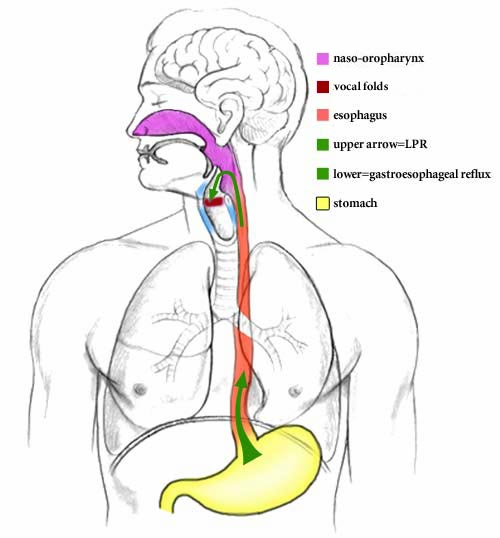 naso-oropharynx
vocal folds
esophagus
upper arrow=LPR
lower=gastroesophageal reflux
stomach